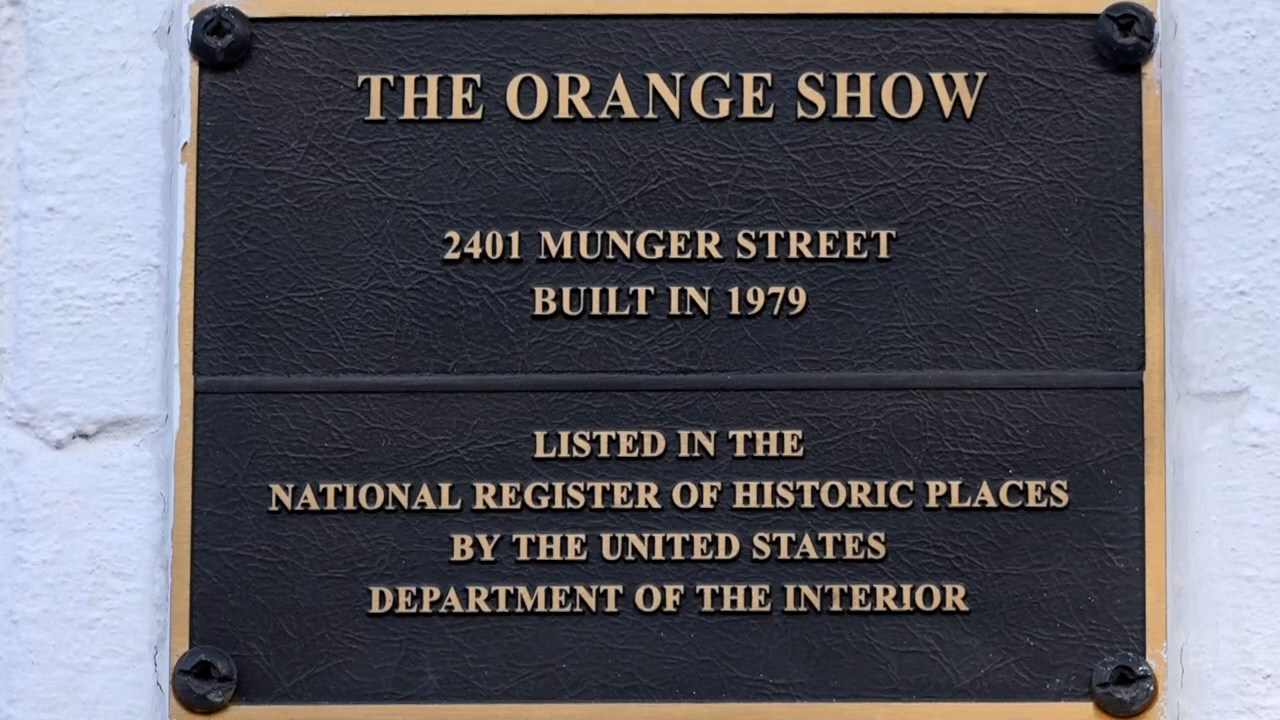 THE ORANGE SHOW
2401 MUNGER STREET
BUILT IN 1979
LISTED IN THE
NATIONAL REGISTER OF HISTORIC PLACES
BY THE UNITED STATES
DEPARTMENT OF THE INTERIOR